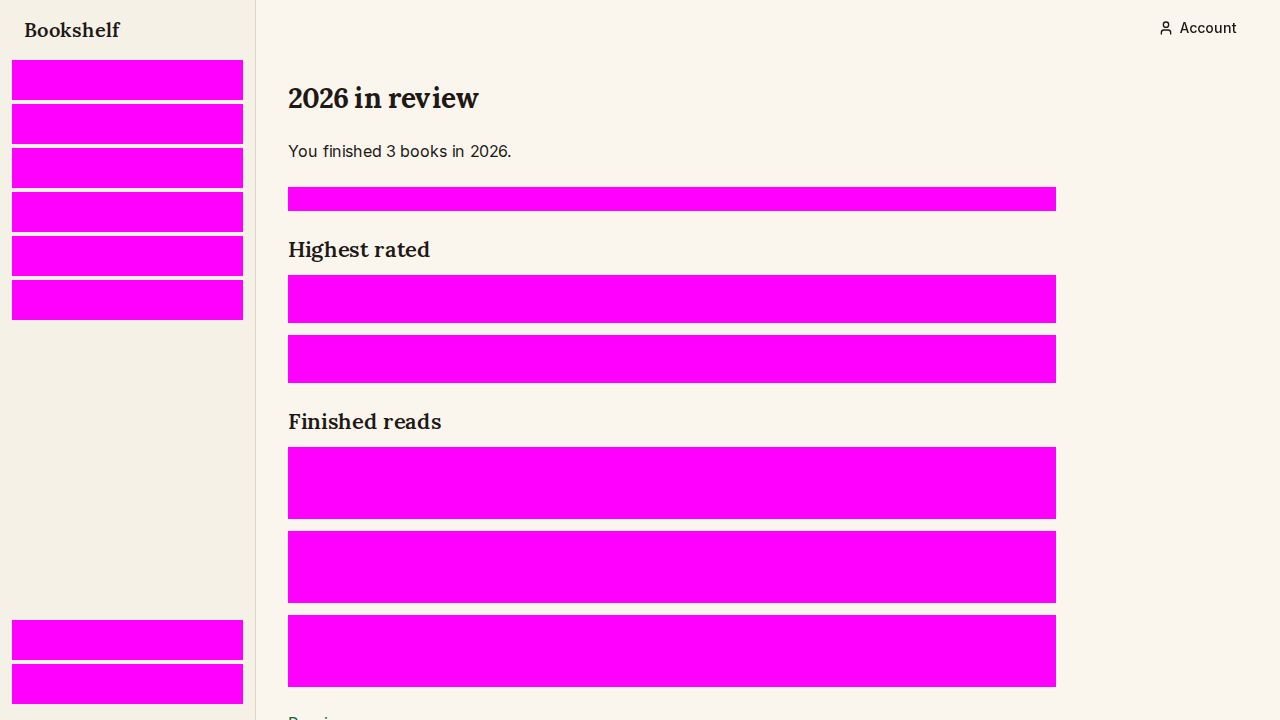 Bookshelf
Account
2026 in review
You finished 3 books in 2026.
Highest rated
Finished reads